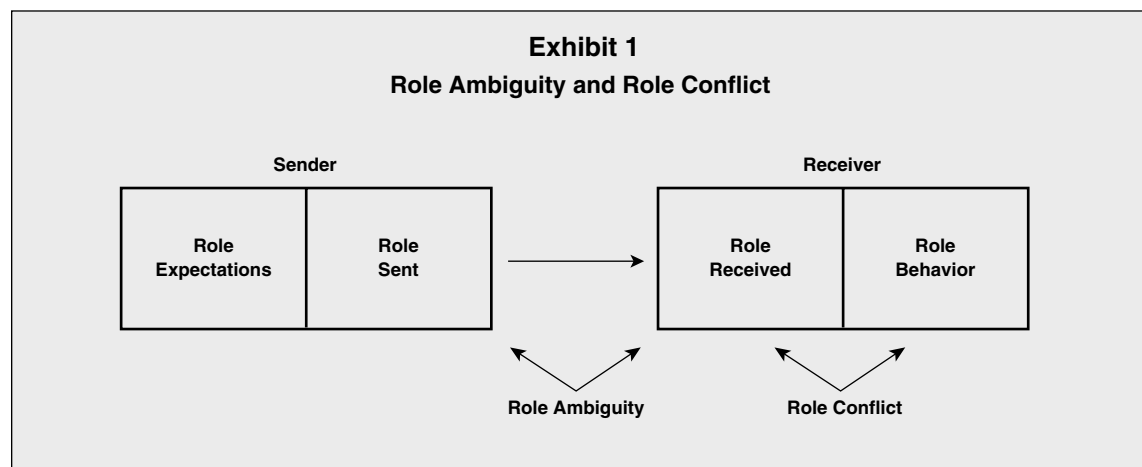 Exhibit 1
Role Ambiguity and Role Conflict
Sender
Receiver
Role
Expectations
Role
Sent
Role
Received
Role
Behavior
Role Ambiguity
Role Conflict